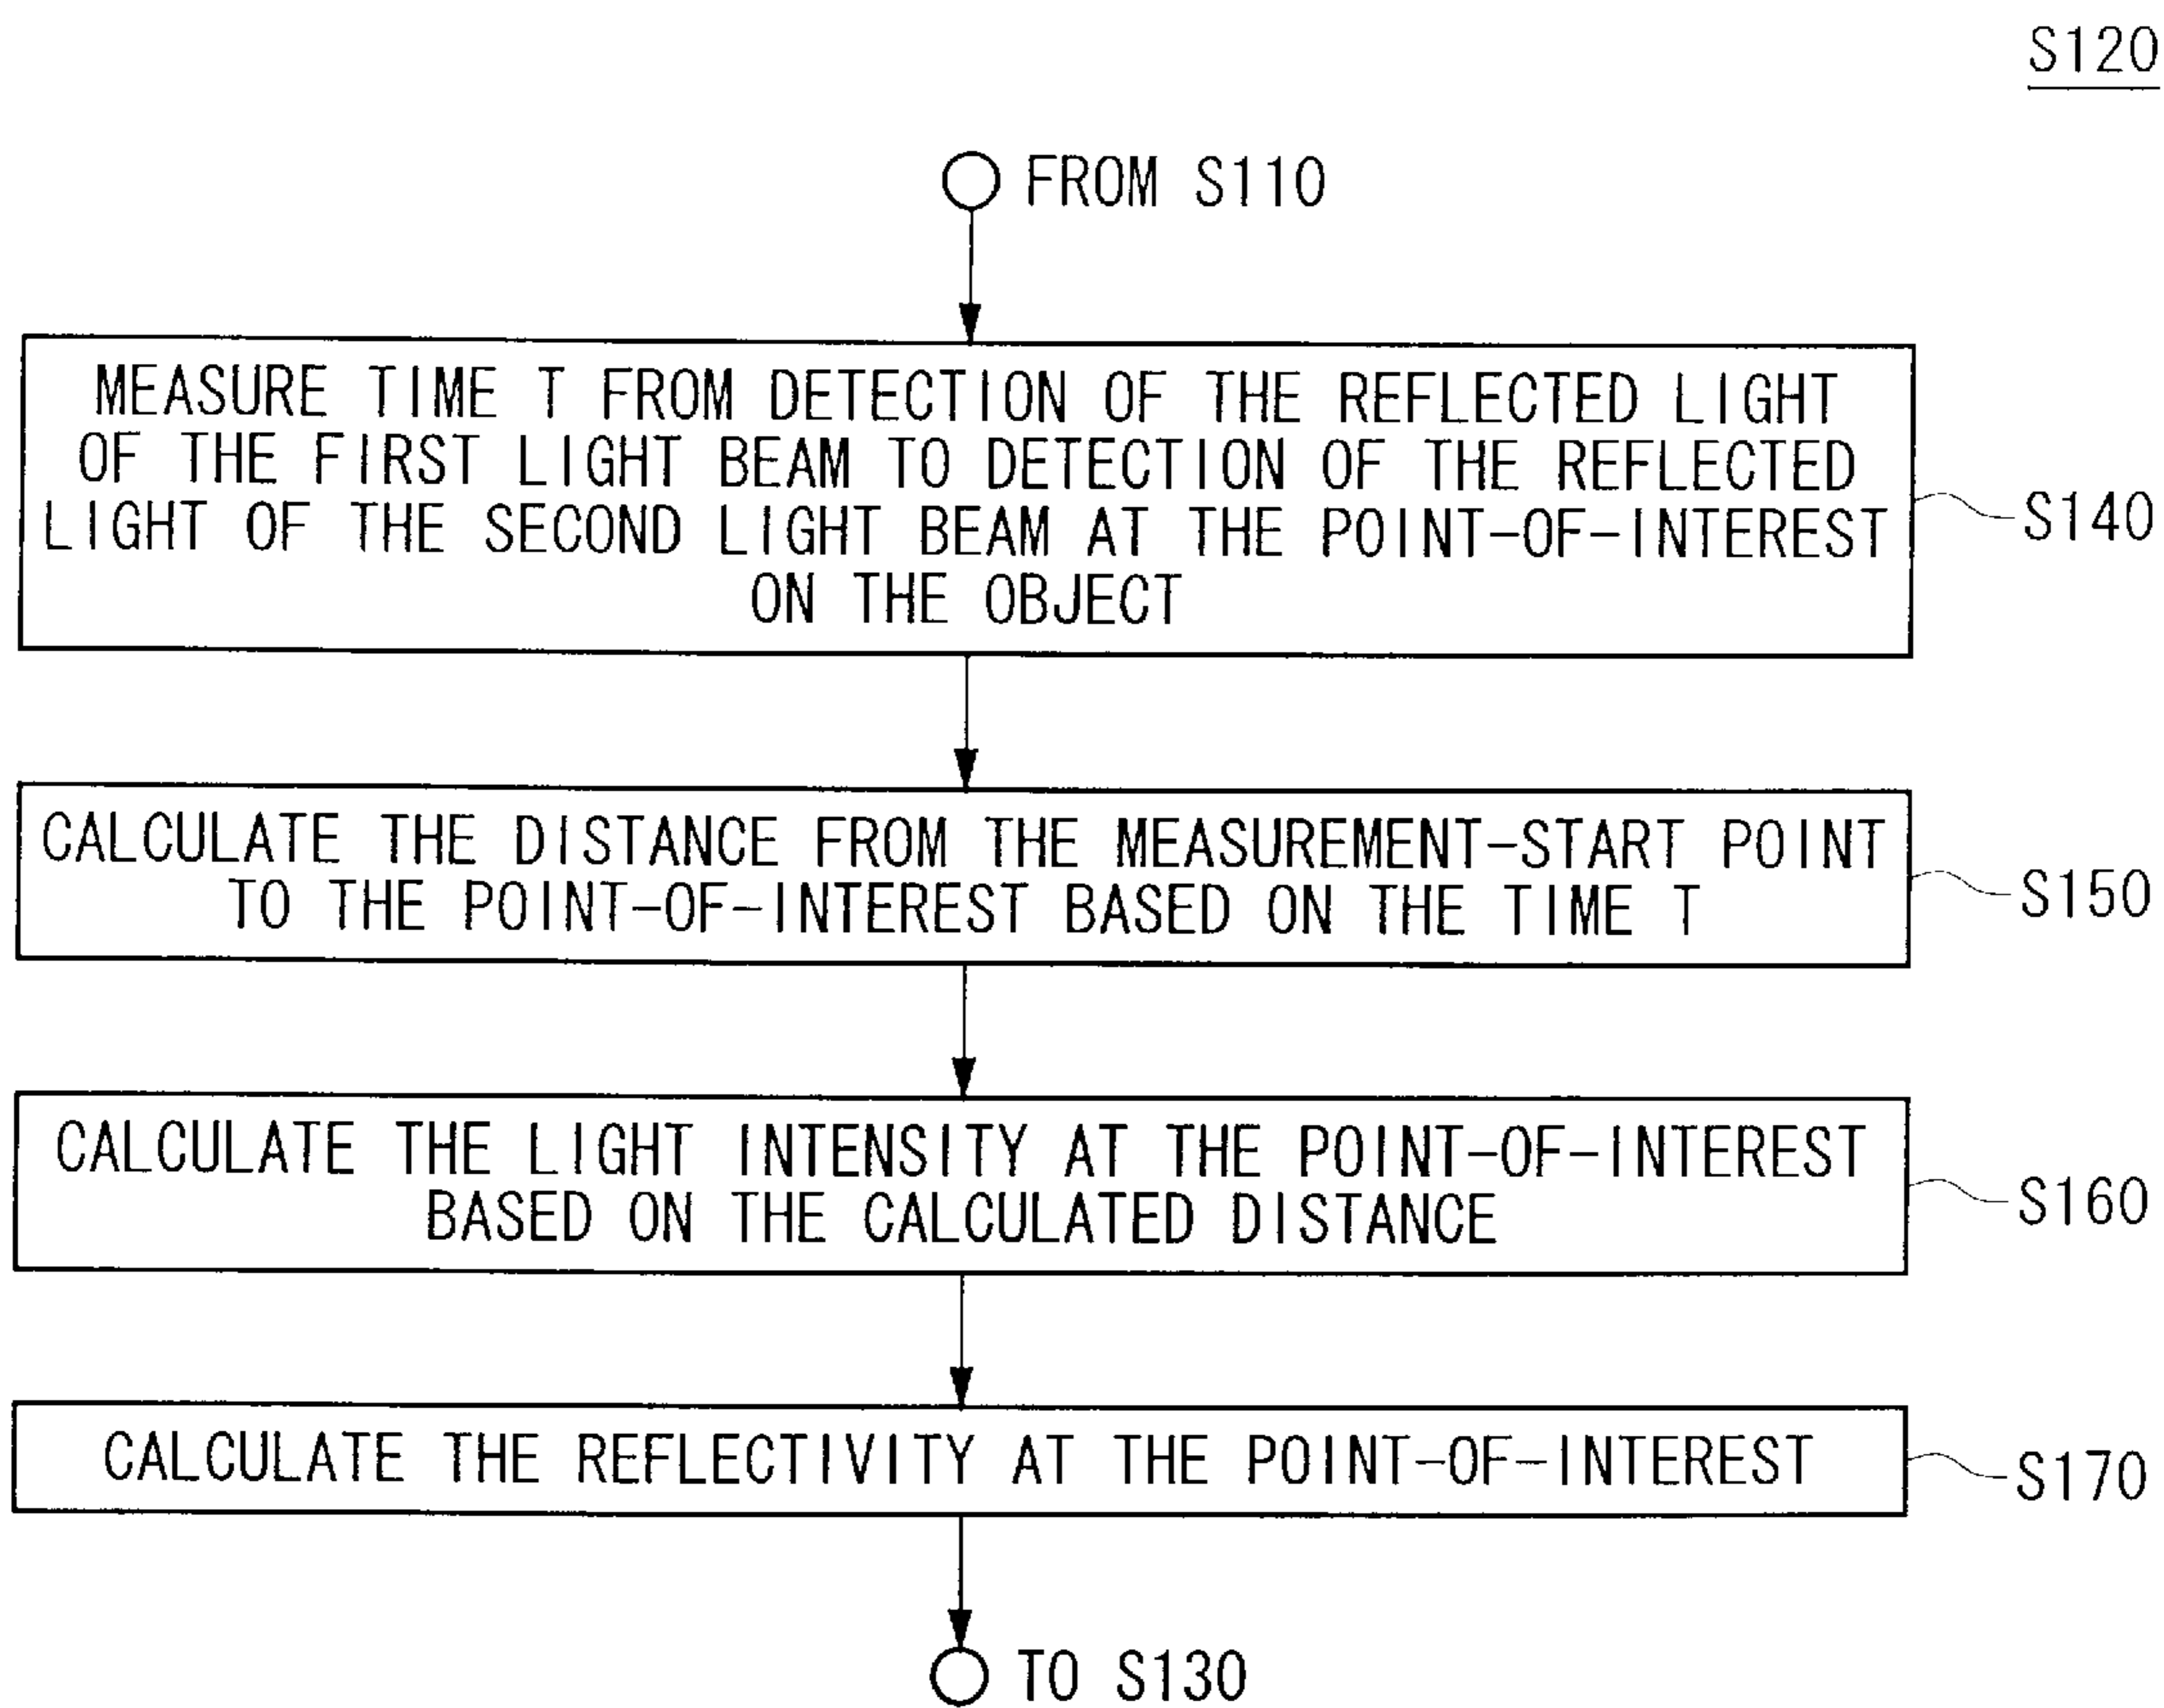 S120
FROM S110
MEASURE TIME T FROM DETECTION OF THE REFLECTED LIGHT
OF THE FIRST LIGHT BEAM TO DETECTION OF THE REFLECTED
LIGHT OF THE SECOND LIGHT BEAM AT THE POINT-OF-INTEREST
ON THE OBJECT
S140
CALCULATE THE DISTANCE FROM THE MEASUREMENT-START POINT
TO THE POINT-OF-INTEREST BASED ON THE TIME T
S150
CALCULATE THE LIGHT INTENSITY AT THE POINT-OF-INTEREST
BASED ON THE CALCULATED DISTANCE
S160
CALCULATE THE REFLECTIVITY AT THE POINT-OF-INTEREST
S170
TO S130